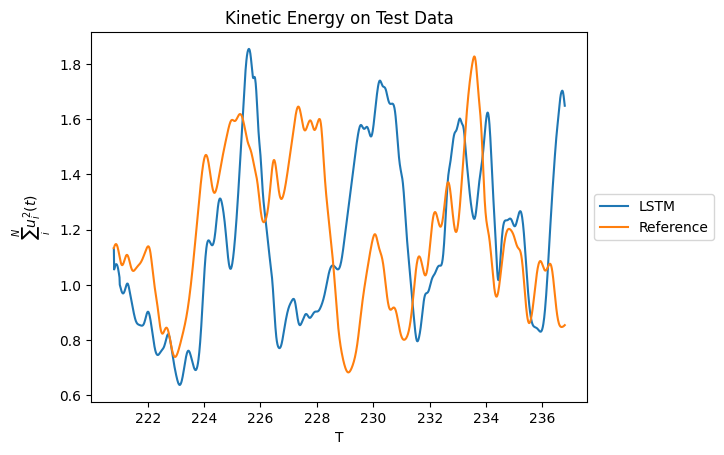 Kinetic Energy on Test Data
1.8
1.6
1.4
1.2
1.0
0.8
0.6
∑_i^N u_i^2(t)
222 224 226 228 230 232 234 236
T
LSTM
Reference